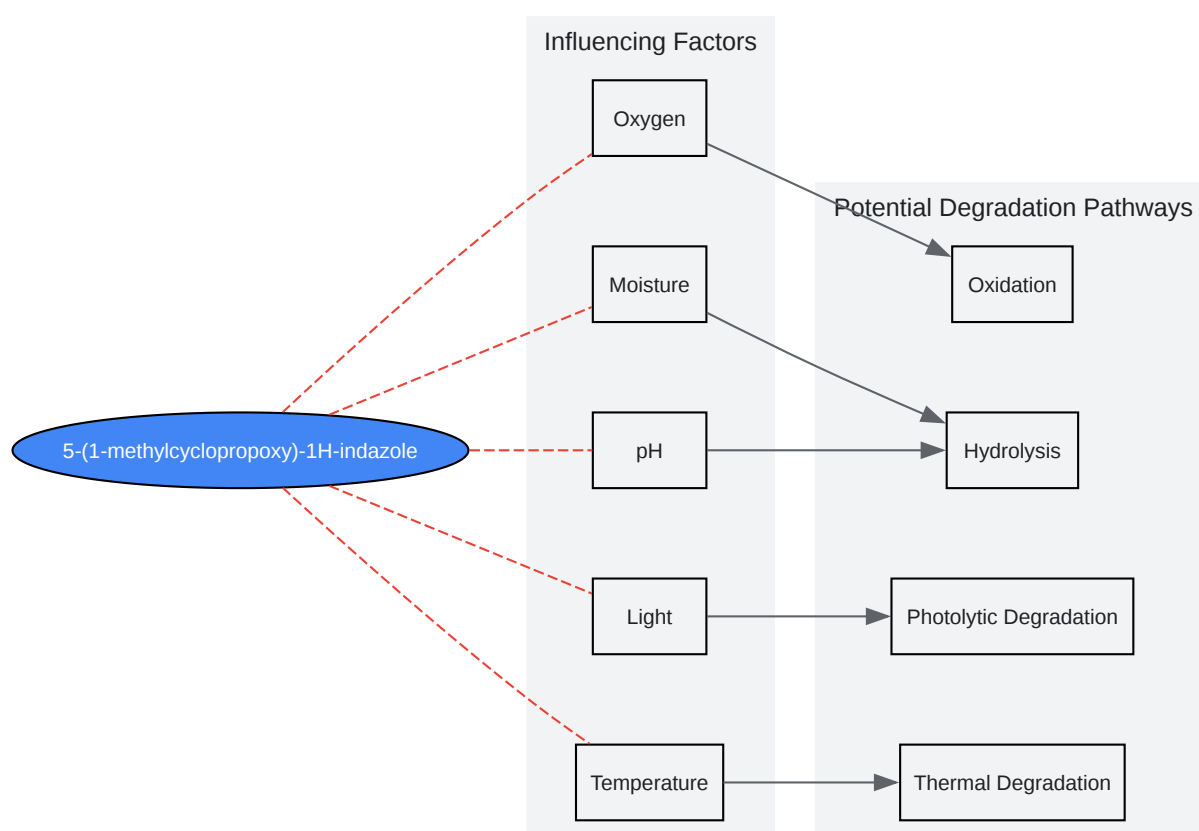 Influencing Factors
Oxygen
Potential Degradation Pathways
Moisture
Oxidation
5-(1-methylcyclopropoxy)-1H-indazole
pH
Hydrolysis
Light
Photolytic Degradation
Temperature
Thermal Degradation